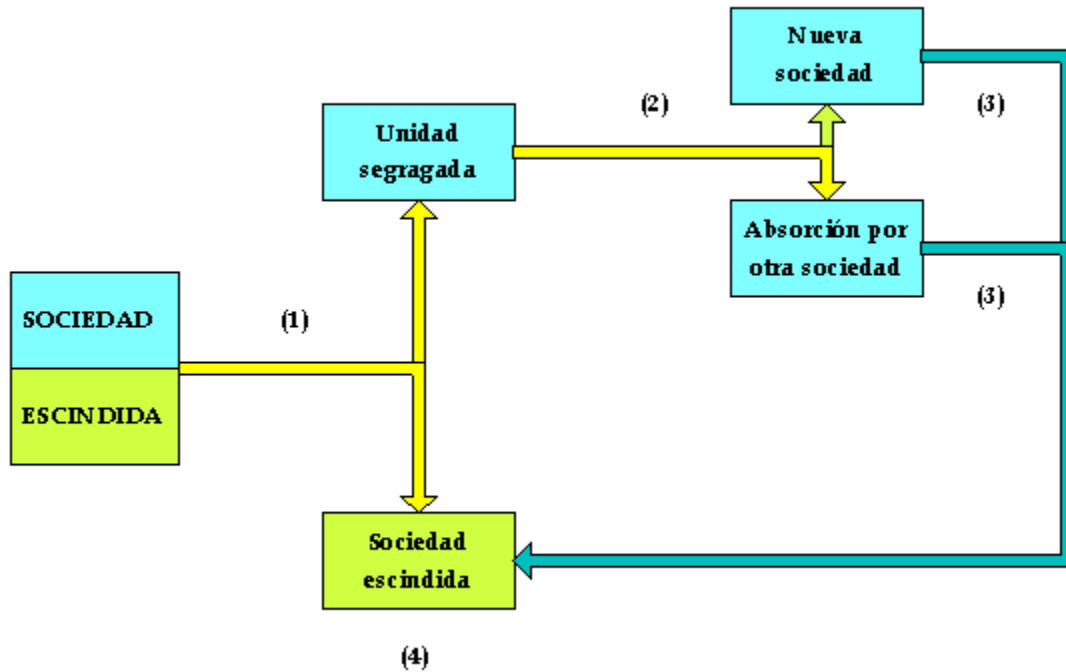 Nueva
sociedad
(2)
(3)
Unidad
segragada
Absorción por
otra sociedad
(3)
SOCIEDAD
(1)
ESCINDIDA
Sociedad
escindida
(4)